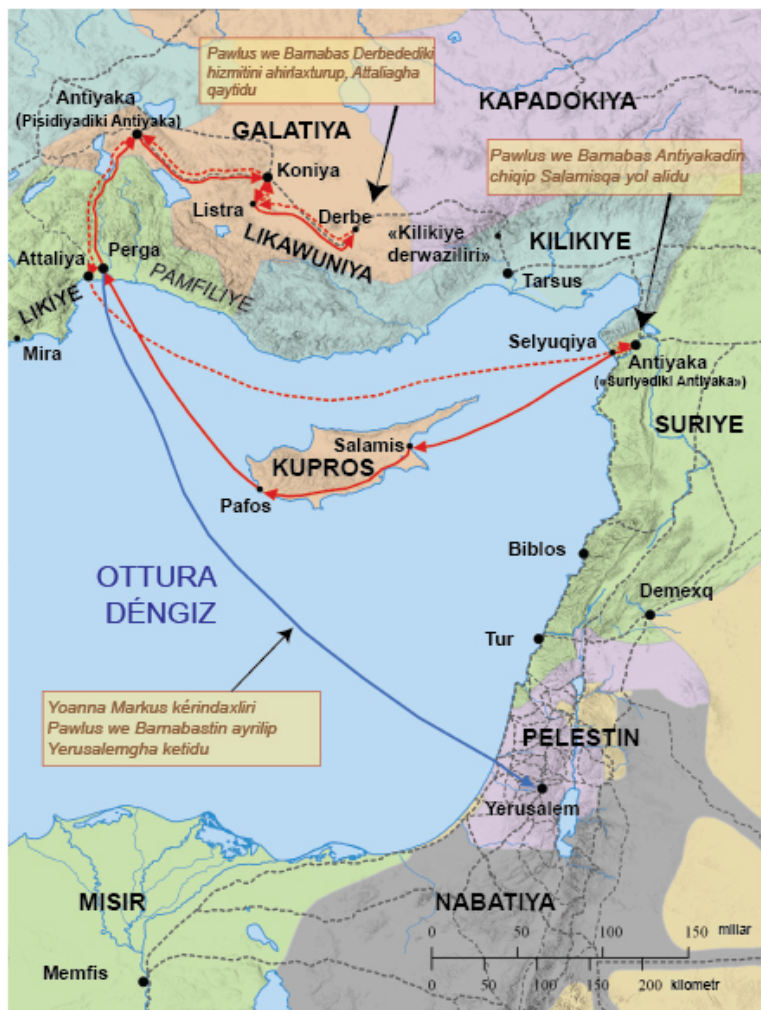 Pawlus we Barnabas Derbedediki
hizmitini ahirlaxturup, Attaliagha
qaytidu
KAPADOKIYA
Antiyaka
(Pisidiyadiki Antiyaka)
GALATIYA
Pawlus we Barnabas Antiyakadin
chiqip Salamisqa yol alidu
Koniya
Listra
Derbe
LIKAWUNIYA
«Kilikiye
derwaziliri»
KILIKIYE
Attaliya
Perga
PAMFILIYE
Tarsus
LIKIYE
Mira
Selyuqiya
Antiyaka
(«Suriyediki Antiyaka»)
SURIYE
Salamis
KUPROS
Pafos
Biblos
OTTURA
DÉNGIZ
Demexq
Tur
Yoanna Markus kérindaxliri
Pawlus we Barnabastin ayrilip
Yerusalemgha ketidu
PELESTIN
Yerusalem
MISIR
NABATIYA
0 50 100 150 millar
Memfis
0 100 200 kilometr